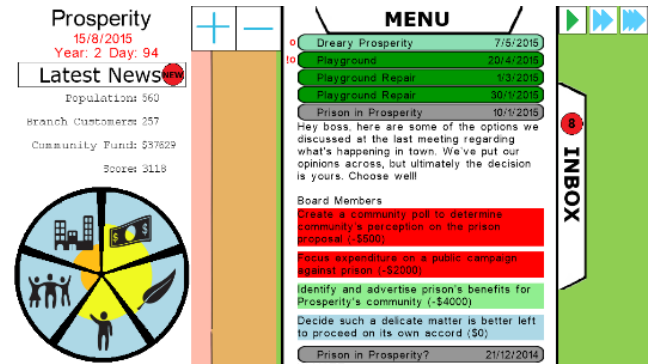 Prosperity
15/8/2015
Year: 2 Day: 94
Latest News
NEW
Population: 560
Branch Customers: 257
Community Fund: $37629
Score: 3118
MENU
Dreary Prosperity 7/5/2015
Playground 20/4/2015
Playground Repair 1/3/2015
Playground Repair 30/1/2015
Prison in Prosperity 10/1/2015
Hey boss, here are some of the options we
discussed at the last meeting regarding
what's happening in town. We've put our
opinions across, but ultimately the decision
is yours. Choose well!
Board Members
Create a community poll to determine
community's perception on the prison
proposal (-$500)
Focus expenditure on a public campaign
against prison (-$2000)
Identify and advertise prison's benefits for
Prosperity's community (-$4000)
Decide such a delicate matter is better left
to proceed on its own accord ($0)
Prison in Prosperity? 21/12/2014
8
INBOX